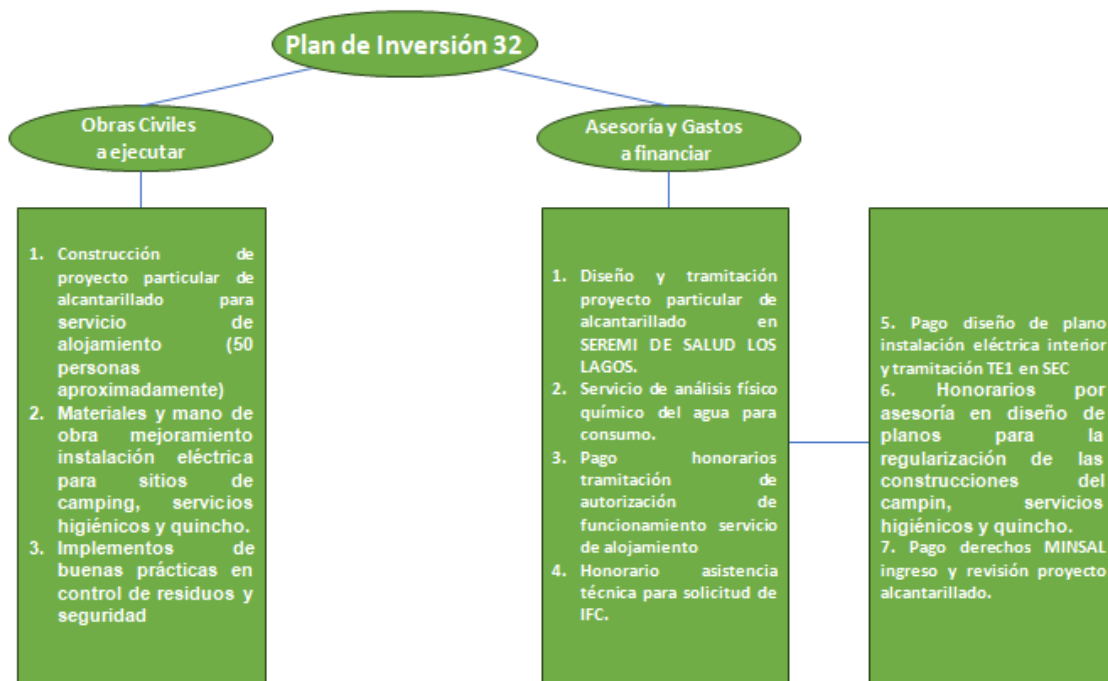 Plan de Inversión 32
Obras Civiles
a ejecutar
Asesoría y Gastos
a financiar
1. Construcción de
proyecto particular de
alcantarillado para
servicio de
alojamiento (50
personas
aproximadamente)
2. Materiales y mano de
obra mejoramiento
instalación eléctrica
para sitios de
camping, servicios
higiénicos y quincho.
3. Implementos de
buenas prácticas en
control de residuos y
seguridad
1. Diseño y tramitación
proyecto particular de
alcantarillado en
SEREMI DE SALUD LOS
LAGOS.
2. Servicio de análisis físico
químico del agua para
consumo.
3. Pago honorarios
tramitación de
autorización de
funcionamiento servicio
de alojamiento
4. Honorario asistencia
técnica para solicitud de
IFC.
5. Pago diseño de plano
instalación eléctrica interior
y tramitación TE1 en SEC
6. Honorarios por
asesoría en diseño de
planos para la
regularización de las
construcciones del
campin, servicios
higiénicos y quincho.
7. Pago derechos MINSAL
ingreso y revisión proyecto
alcantarillado.